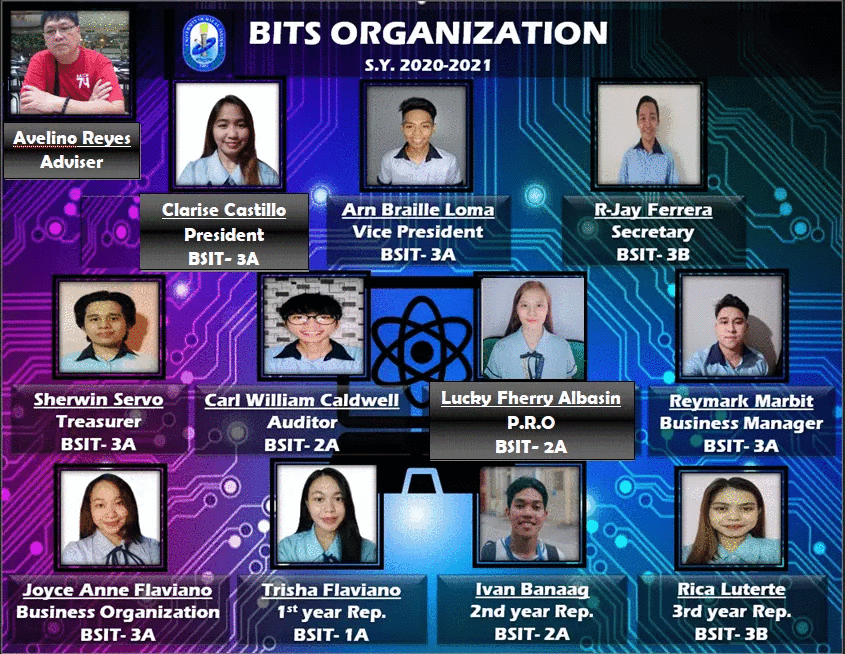 BITS ORGANIZATION
S.Y. 2020-2021
Avelino Reyes
Adviser
Clarise Castillo
President
BSIT- 3A
Arn Braille Loma
Vice President
BSIT- 3A
R-Jay Ferrera
Secretary
BSIT- 3B
Sherwin Servo
Treasurer
BSIT- 3A
Carl William Caldwell
Auditor
BSIT- 2A
Lucky Fherry Albasin
P.R.O
BSIT- 2A
Reymark Marbit
Business Manager
BSIT- 3A
Joyce Anne Flaviano
Business Organization
BSIT- 3A
Trisha Flaviano
1st year Rep.
BSIT- 1A
Ivan Banaag
2nd year Rep.
BSIT- 2A
Rica Luterte
3rd year Rep.
BSIT- 3B